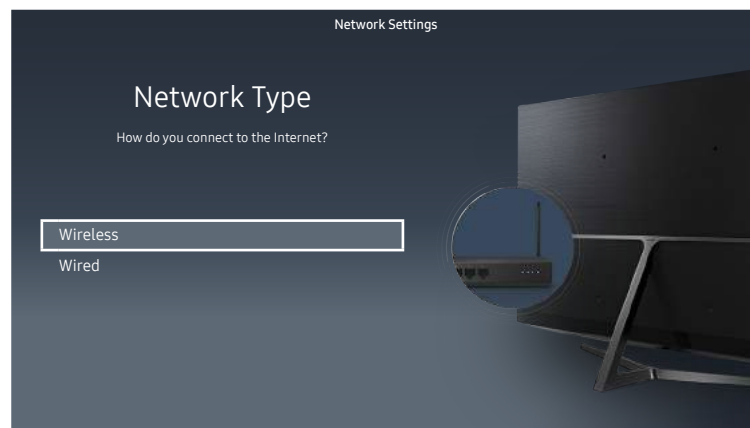 Network Settings
Network Type
How do you connect to the Internet?
Wireless
Wired